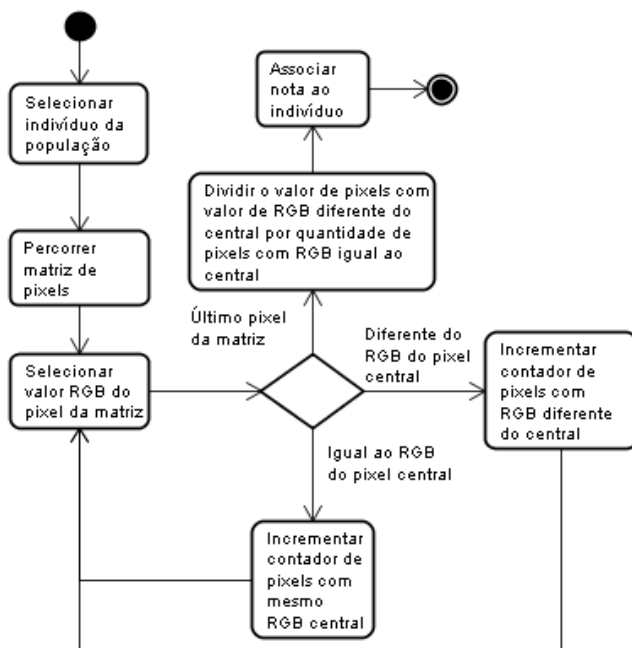 Selecionar
indivíduo da
população
Percorrer
matriz de
pixels
Selecionar
valor RGB do
pixel da matriz
Associar
nota ao
indivíduo
Dividir o valor de pixels com
valor de RGB diferente do
central por quantidade de
pixels com RGB igual ao
central
Último pixel
da matriz
Diferente do
RGB do pixel
central
Incrementar
contador de
pixels com
RGB diferente
do central
Igual ao RGB
do pixel central
Incrementar
contador de
pixels com
mesmo
RGB central